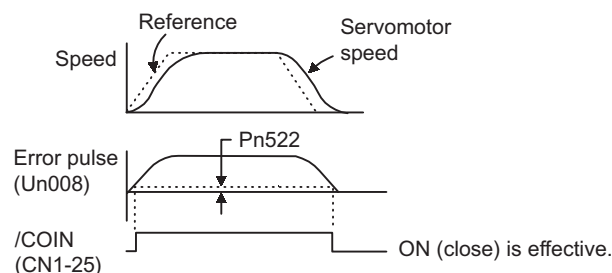 Reference
Servomotor
speed
Speed
Pn522
Error pulse
(Un008)
/COIN
(CN1-25)
ON (close) is effective.